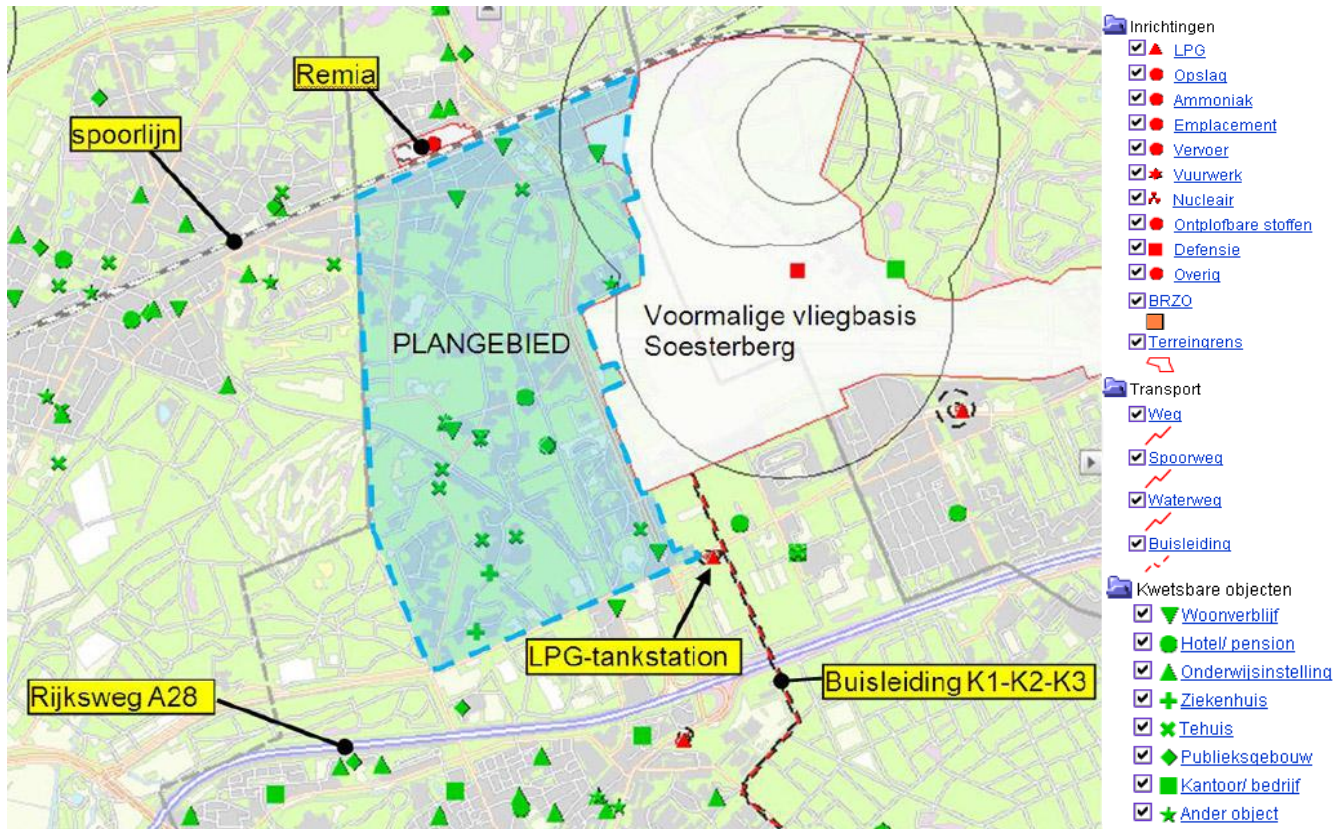 Remia
spoorlijn
PLANGEBIED
Voormalige vliegbasis
Soesterberg
LPG-tankstation
Buisleiding K1-K2-K3
Rijksweg A28
Inrichtingen
LPG
Opslag
Ammoniak
Emplacement
Vervoer
Vuurwerk
Nucleair
Ontplofbare stoffen
Defensie
Overig
BRZO
Terreingrens
Transport
Weg
Spoorweg
Waterweg
Buisleiding
Kwetsbare objecten
Woonverblijf
Hotel/ pension
Onderwijsinstelling
Ziekenhuis
Tehuis
Publieksgebouw
Kantoor/ bedrijf
Ander object